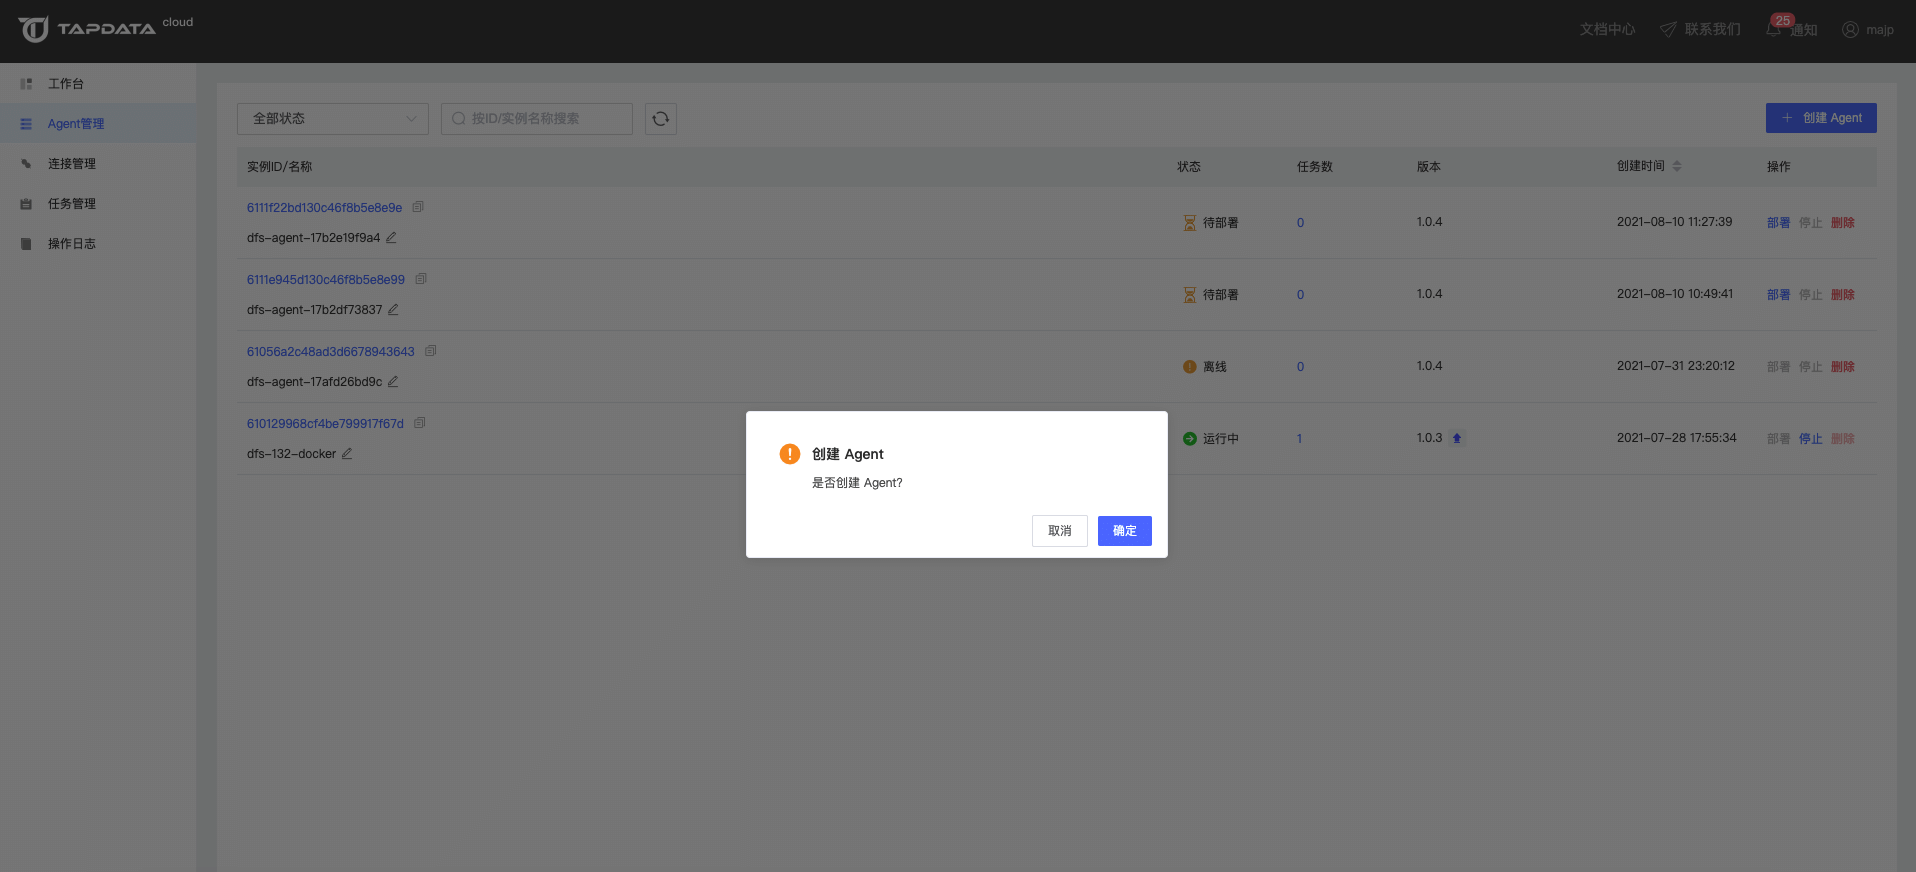 TAPDATA cloud
文档中心 联系我们 25 通知 majp
工作台
Agent管理
连接管理
任务管理
操作日志
全部状态 按ID/实例名称搜索 + 创建 Agent
实例ID/名称 状态 任务数 版本 创建时间 操作
6111f22bd130c46f8b5e8e9e
dfs-agent-17b2e19f9a4
待部署 0 1.0.4 2021-08-10 11:27:39 部署 停止 删除
6111e945d130c46f8b5e8e99
dfs-agent-17b2df73837
待部署 0 1.0.4 2021-08-10 10:49:41 部署 停止 删除
61056a2c48ad3d6678943643
dfs-agent-17afd26bd9c
离线 0 1.0.4 2021-07-31 23:20:12 部署 停止 删除
610129968cf4be799917f67d
dfs-132-docker
运行中 1 1.0.3 2021-07-28 17:55:34 部署 停止 删除
创建 Agent
是否创建 Agent?
取消 确定